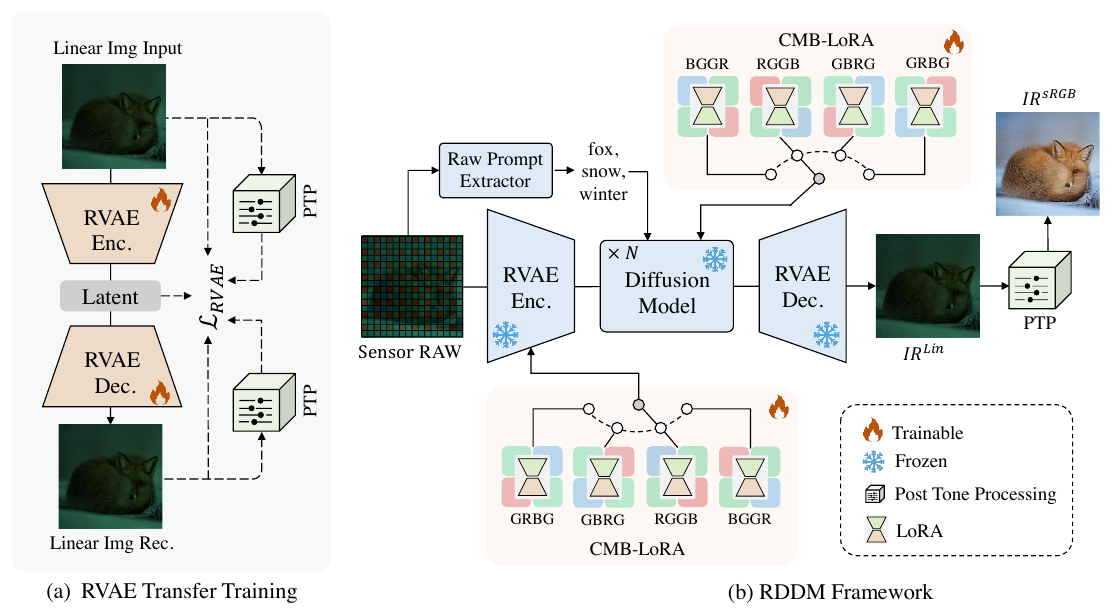 Linear Img Input
RVAE
Enc.
PTP
Latent
ℒ_RVAE
RVAE
Dec.
PTP
Linear Img Rec.
(a) RVAE Transfer Training
CMB-LoRA
BGGR RGGB GBRG GRBG
Raw Prompt
Extractor
fox,
snow,
winter
IR^sRGB
Sensor RAW
RVAE
Enc.
× N
Diffusion
Model
RVAE
Dec.
IR^Lin
PTP
GRBG GBRG RGGB BGGR
CMB-LoRA
Trainable
Frozen
Post Tone Processing
LoRA
(b) RDDM Framework